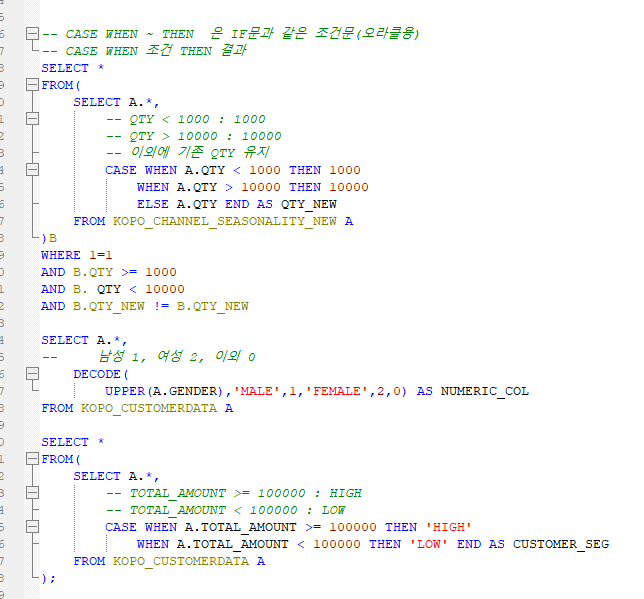 -- CASE WHEN ~ THEN  은 IF문과 같은 조건문(오라클용)
-- CASE WHEN 조건 THEN 결과
SELECT *
FROM(
    SELECT A.*,
        -- QTY < 1000 : 1000
        -- QTY > 10000 : 10000
        -- 이외에 기존 QTY 유지
        CASE WHEN A.QTY < 1000 THEN 1000
            WHEN A.QTY > 10000 THEN 10000
            ELSE A.QTY END AS QTY_NEW
    FROM KOPO_CHANNEL_SEASONALITY_NEW A
)B
WHERE 1=1
AND B.QTY >= 1000
AND B. QTY < 10000
AND B.QTY_NEW != B.QTY_NEW
SELECT A.*,
--     남성 1, 여성 2, 이외 0
    DECODE(
        UPPER(A.GENDER),'MALE',1,'FEMALE',2,0) AS NUMERIC_COL
FROM KOPO_CUSTOMERDATA A
SELECT *
FROM(
    SELECT A.*,
        -- TOTAL_AMOUNT >= 100000 : HIGH
        -- TOTAL_AMOUNT < 100000 : LOW
        CASE WHEN A.TOTAL_AMOUNT >= 100000 THEN 'HIGH'
            WHEN A.TOTAL_AMOUNT < 100000 THEN 'LOW' END AS CUSTOMER_SEG
    FROM KOPO_CUSTOMERDATA A
);